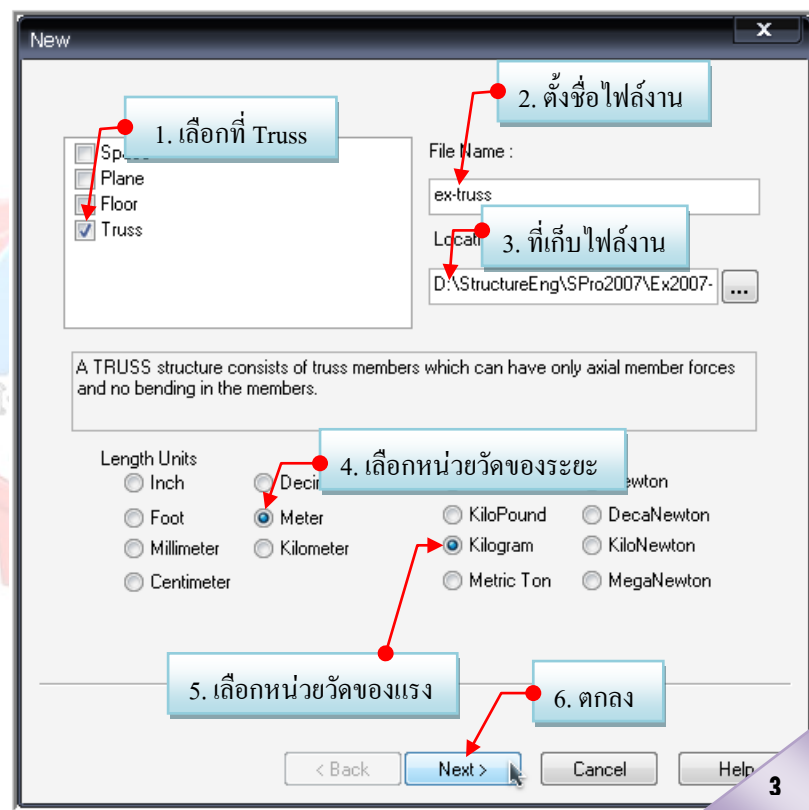 New
x
2. ตั้งชื่อไฟล์งาน
1. เลือกที่ Truss
File Name :
Plane
ex-truss
Floor
Truss
3. ที่เก็บไฟล์งาน
D:\StructureEng\SPro2007\Ex2007-
...
A TRUSS structure consists of truss members which can have only axial member forces
and no bending in the members.
Length Units
4. เลือกหน่วยวัดของระยะ
Inch
Foot
Meter
KiloPound
DecaNewton
Millimeter
Kilometer
Kilogram
KiloNewton
Centimeter
Metric Ton
MegaNewton
5. เลือกหน่วยวัดของแรง
6. ตกลง
< Back
Next >
Cancel
Help
3